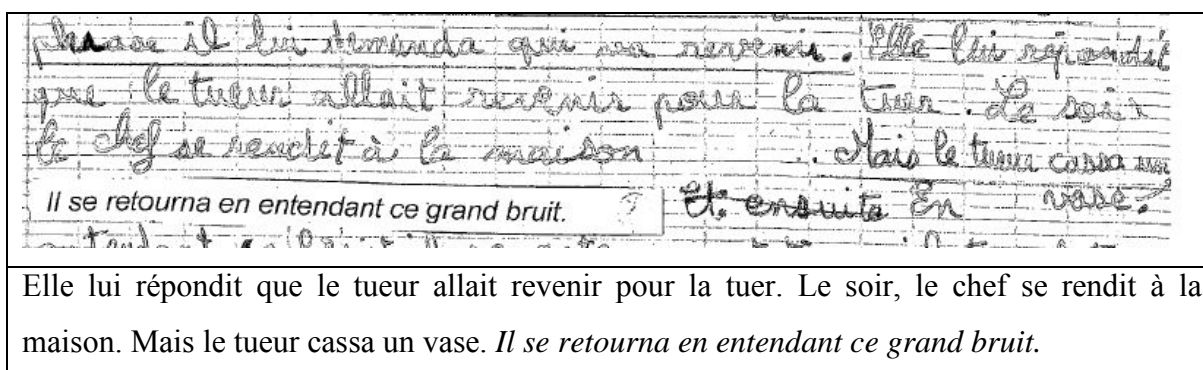 phrase il lui demanda qui va revenir. Elle lui répondit
que le tueur allait revenir pour la tuer. Le soir
le chef se rendit à la maison . . . Mais le tueur cassa un
Il se retourna en entendant ce grand bruit. ? Et ensuite En vase.
Elle lui répondit que le tueur allait revenir pour la tuer. Le soir, le chef se rendit à la
maison. Mais le tueur cassa un vase. Il se retourna en entendant ce grand bruit.